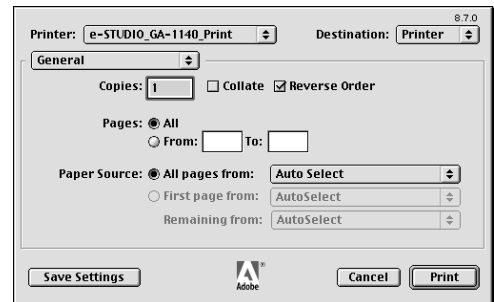 8.7.0
Printer: e-STUDIO_GA-1140_Print Destination: Printer
General
Copies: 1 Collate Reverse Order
Pages: All
From: To:
Paper Source: All pages from: Auto Select
First page from: AutoSelect
Remaining from: AutoSelect
Save Settings Adobe ® Cancel Print